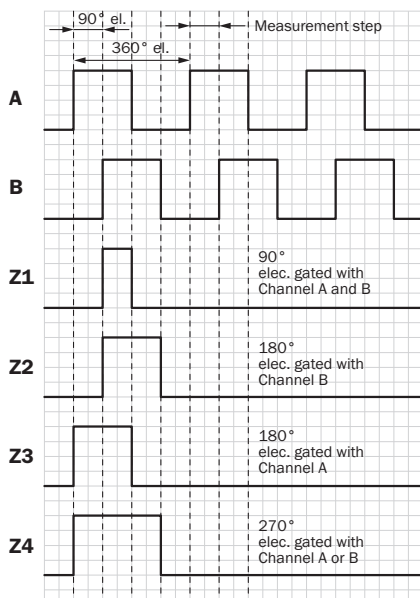 90° el.
Measurement step
360° el.
A
B
Z1
90°
elec. gated with
Channel A and B
Z2
180°
elec. gated with
Channel B
Z3
180°
elec. gated with
Channel A
Z4
270°
elec. gated with
Channel A or B